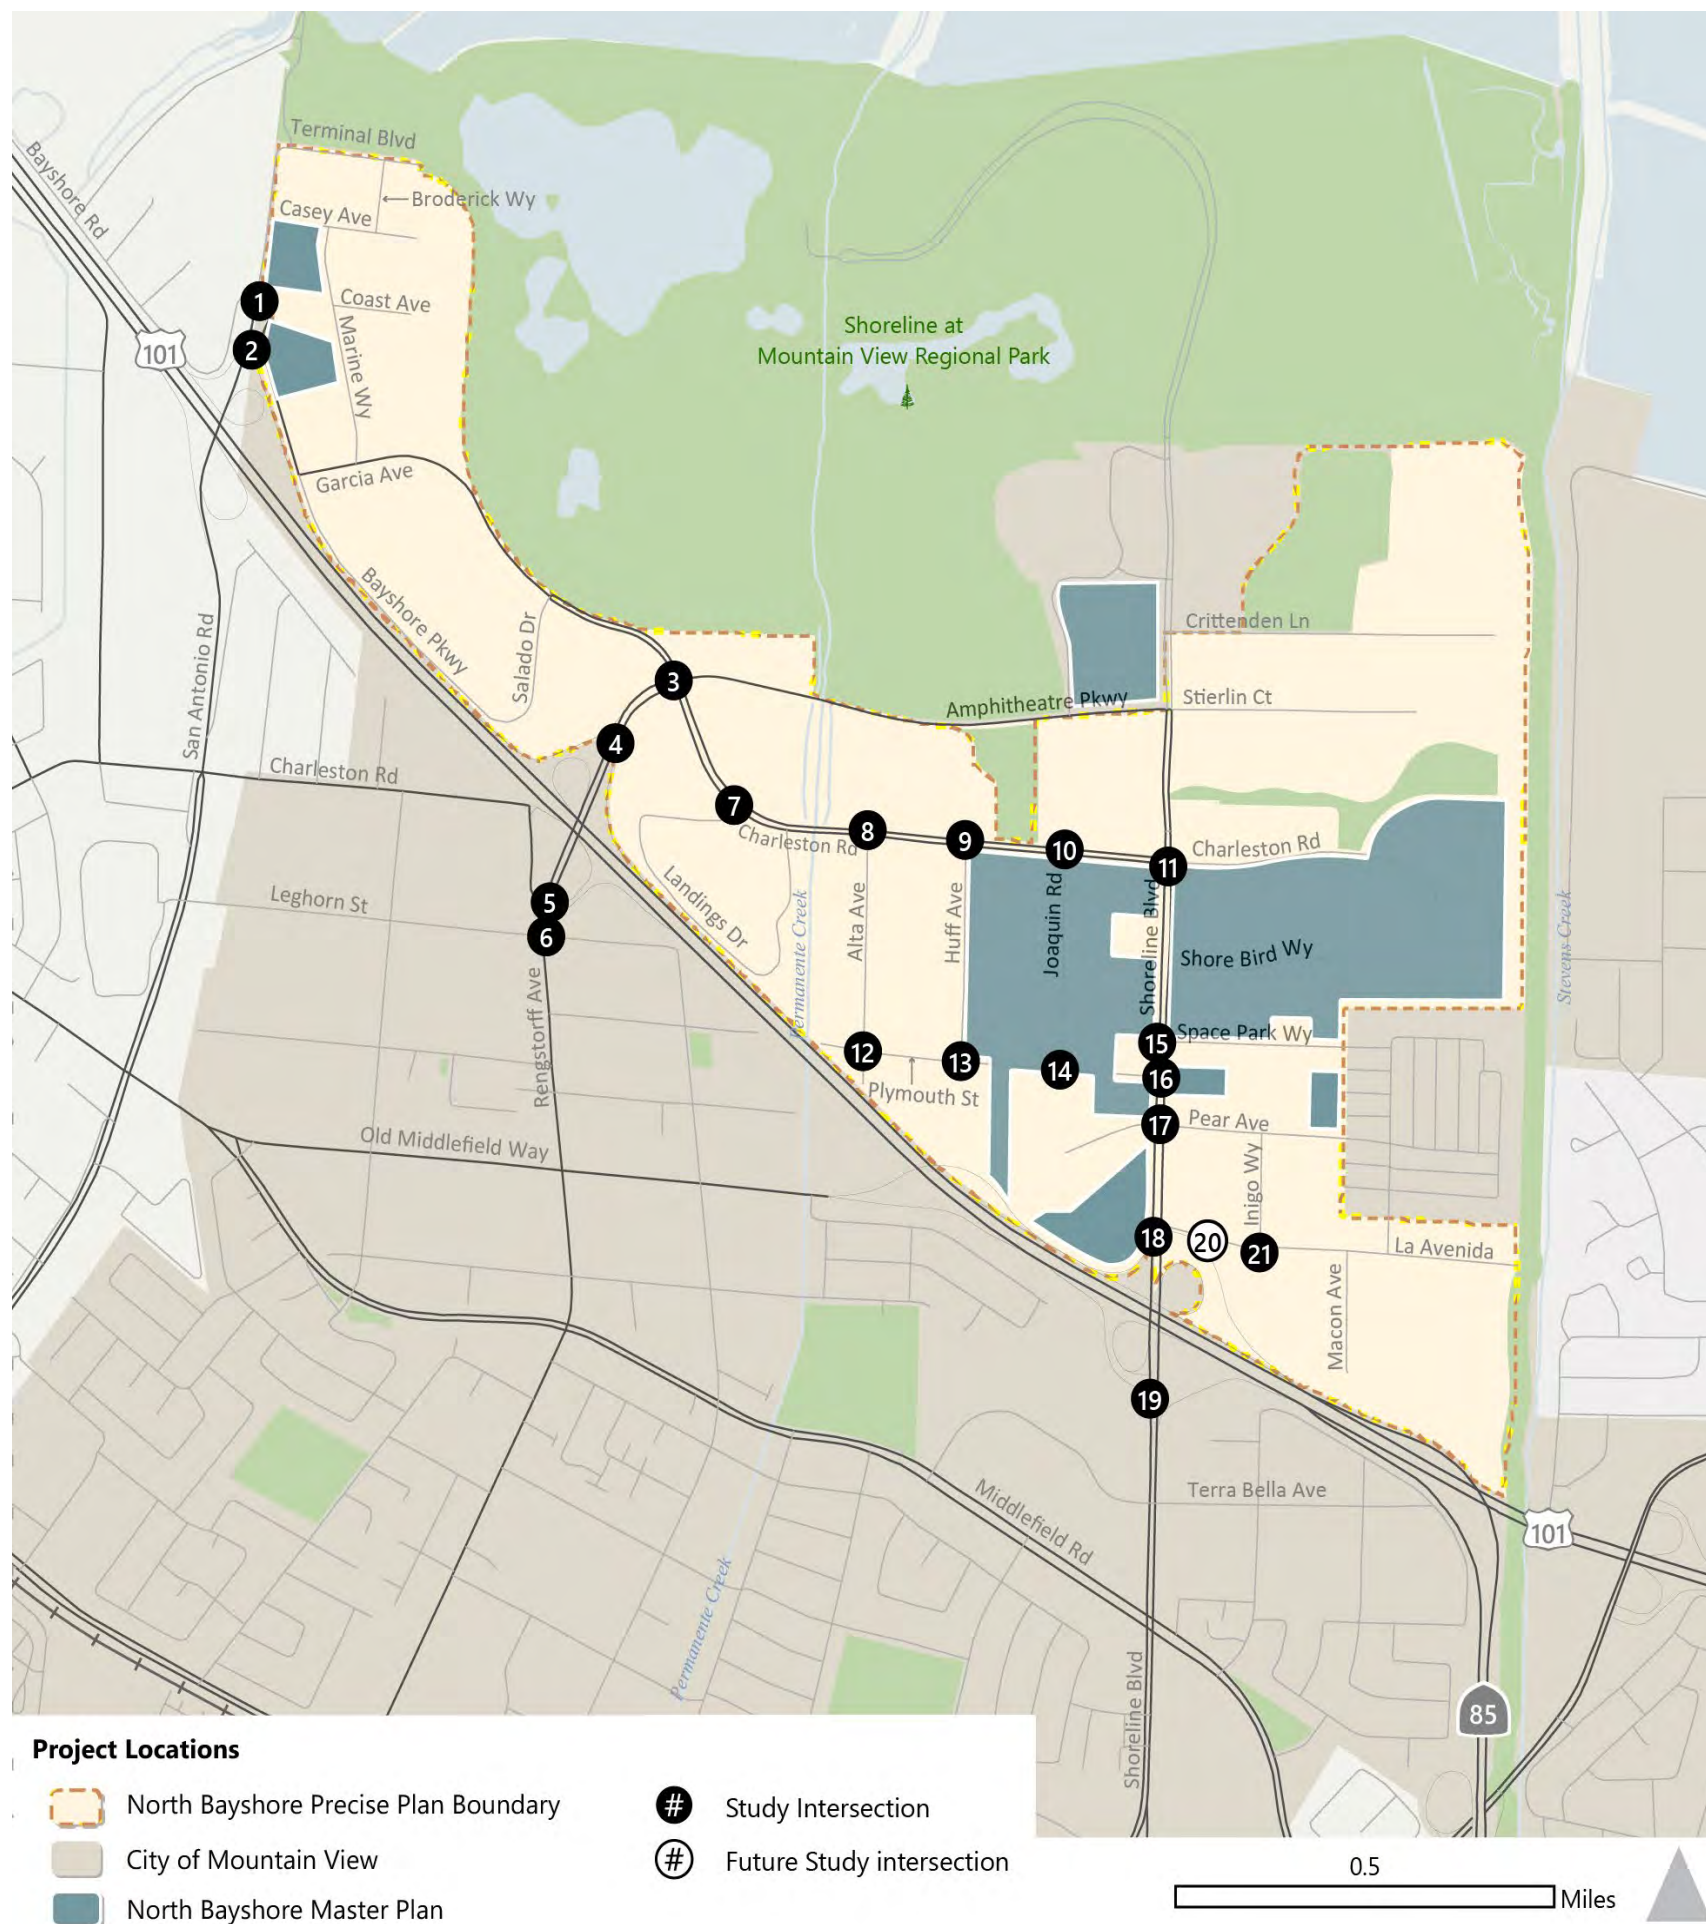 Terminal Blvd
Bayshore Rd
Broderick Wy
Casey Ave
1
Coast Ave
Shoreline at
Mountain View Regional Park
101
2
Marine Wy
Garcia Ave
Bayshore Pkwy
Salado Dr
San Antonio Rd
Crittenden Ln
3
Amphitheatre Pkwy
Stierlin Ct
4
Charleston Rd
7
8
Charleston Rd
9
10
11
Charleston Rd
Landings Dr
Alta Ave
Huff Ave
Joaquin Rd
Shoreline Blvd
Shore Bird Wy
Leghorn St
5
6
Permanente Creek
Stevens Creek
Rengstorff Ave
12
13
14
15
Space Park Wy
16
Plymouth St
17
Pear Ave
Old Middlefield Way
Inigo Wy
18
20
21
La Avenida
Macon Ave
19
Terra Bella Ave
101
Middlefield Rd
Permanente Creek
Shoreline Blvd
85
Project Locations
North Bayshore Precise Plan Boundary
City of Mountain View
North Bayshore Master Plan
# Study Intersection
# Future Study intersection
0.5
Miles